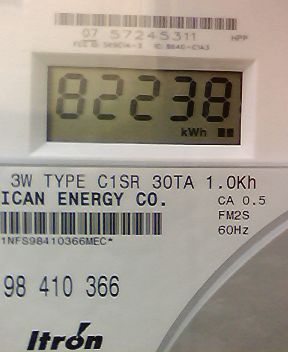 07 57245311 HPP
82238
kWh
3W TYPE C1SR 30TA 1.0Kh
ICAN ENERGY CO. CA 0.5
FM2S
1NFS98410366MEC*
60Hz
98 410 366
Itron